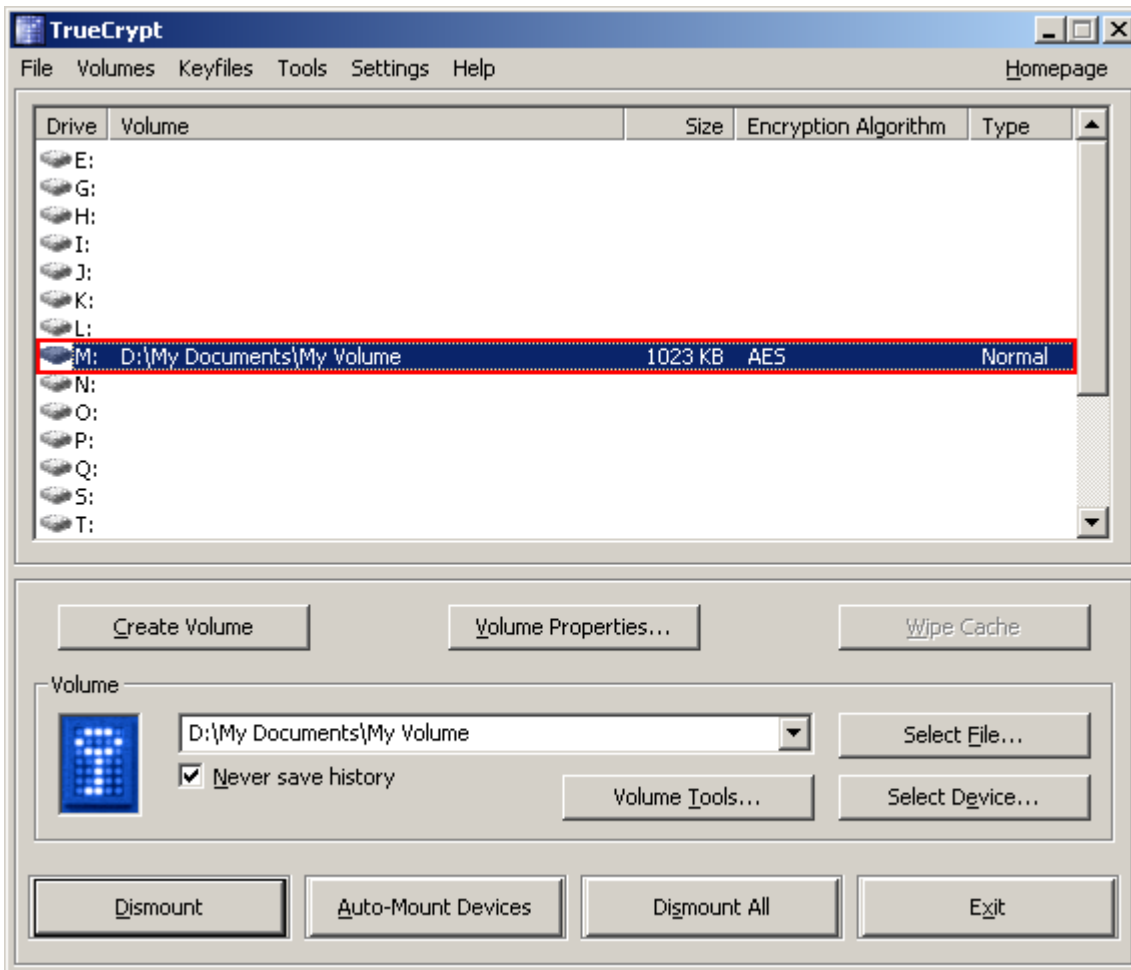 TrueCrypt
File Volumes Keyfiles Tools Settings Help Homepage
Drive Volume Size Encryption Algorithm Type
E:
G:
H:
I:
J:
K:
L:
M: D:\My Documents\My Volume 1023 KB AES Normal
N:
O:
P:
Q:
S:
T:
Create Volume Volume Properties... Wipe Cache
Volume
D:\My Documents\My Volume Select File...
Never save history
Volume Tools... Select Device...
Dismount Auto-Mount Devices Dismount All Exit